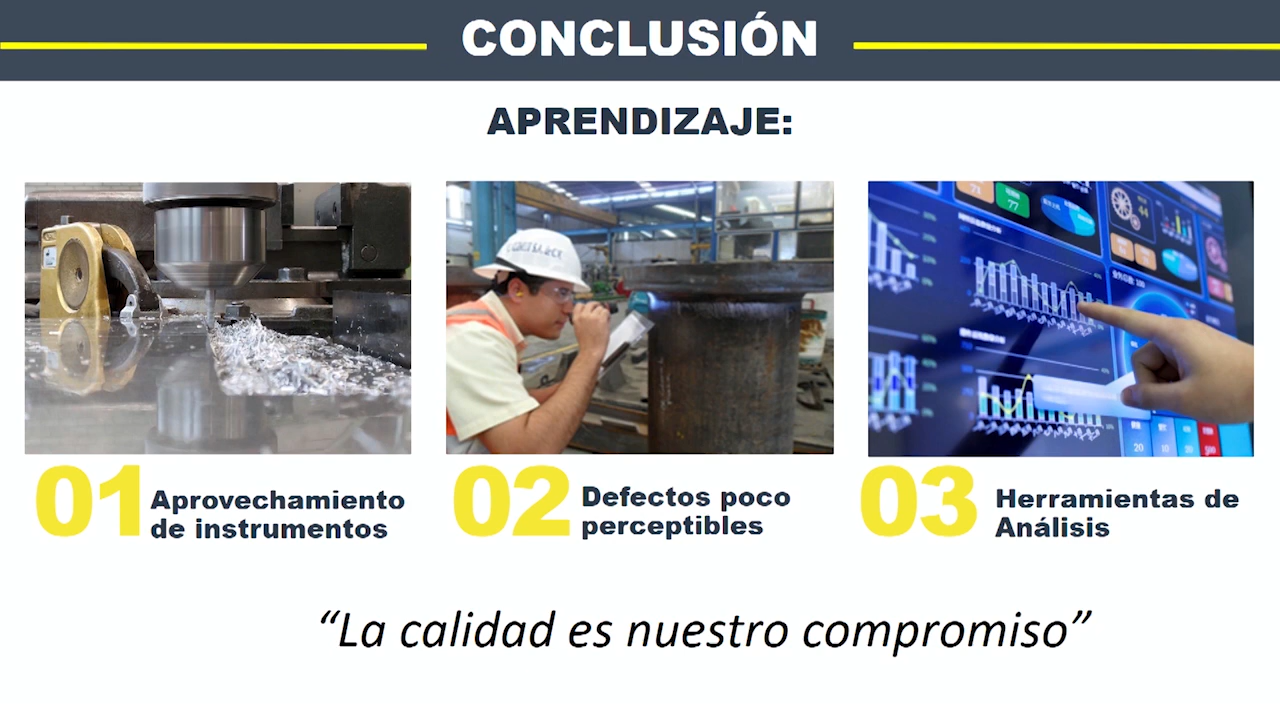 CONCLUSIÓN
APRENDIZAJE:
01
Aprovechamiento
de instrumentos
02
Defectos poco
perceptibles
03
Herramientas de
Análisis
“La calidad es nuestro compromiso”